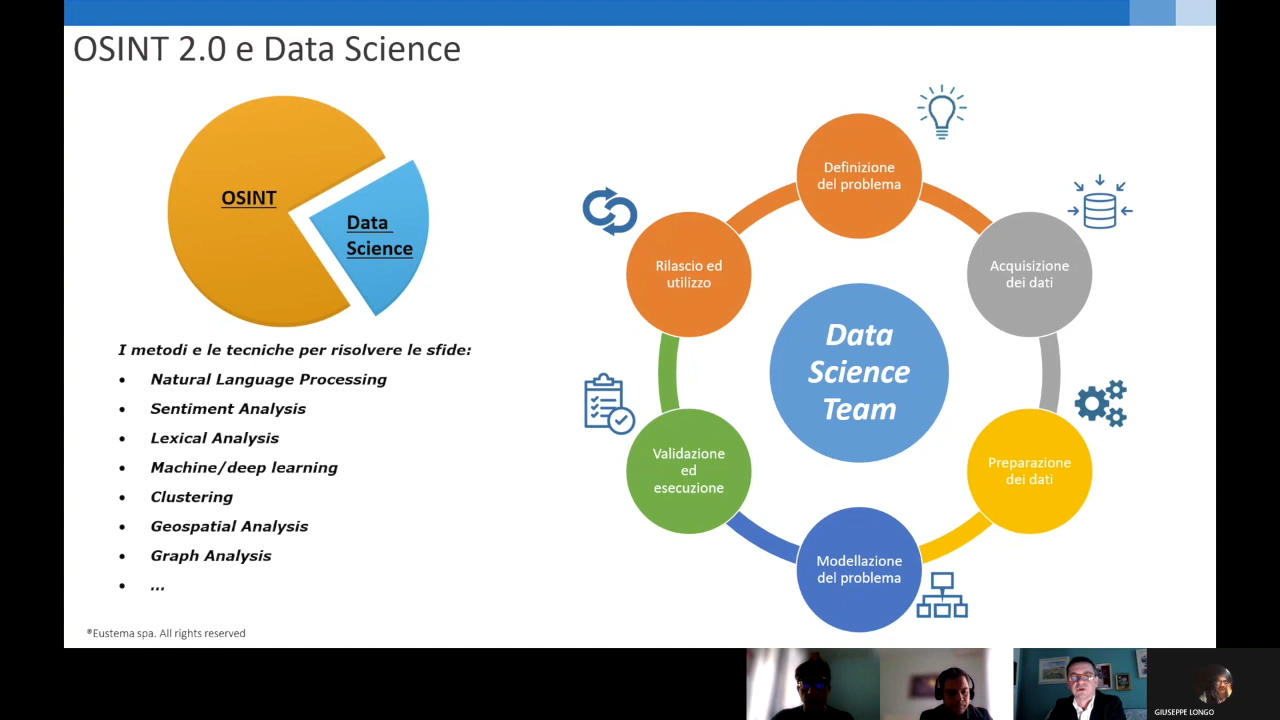 OSINT 2.0 e Data Science
OSINT
Data
Science
I metodi e le tecniche per risolvere le sfide:
• Natural Language Processing
• Sentiment Analysis
• Lexical Analysis
• Machine/deep learning
• Clustering
• Geospatial Analysis
• Graph Analysis
• ...
Definizione
del problema
Acquisizione
dei dati
Preparazione
dei dati
Modellazione
del problema
Validazione
ed
esecuzione
Rilascio ed
utilizzo
Data
Science
Team
®Eustema spa. All rights reserved
GIUSEPPE LONGO